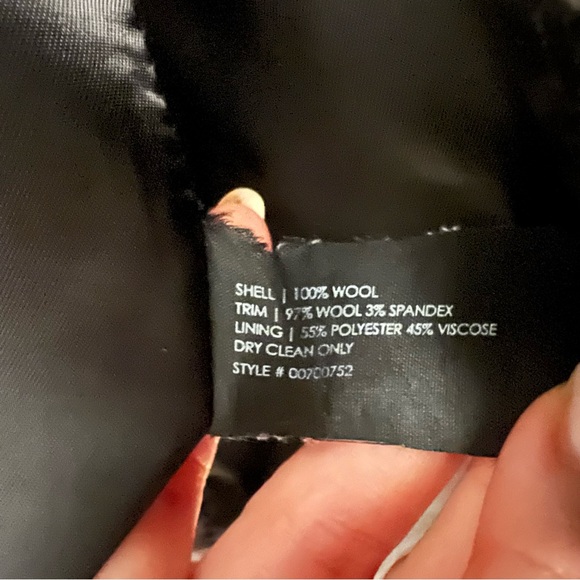 SHELL | 100% WOOL
TRIM | 97% WOOL 3% SPANDEX
LINING | 55% POLYESTER 45% VISCOSE
DRY CLEAN ONLY
STYLE # 00700752